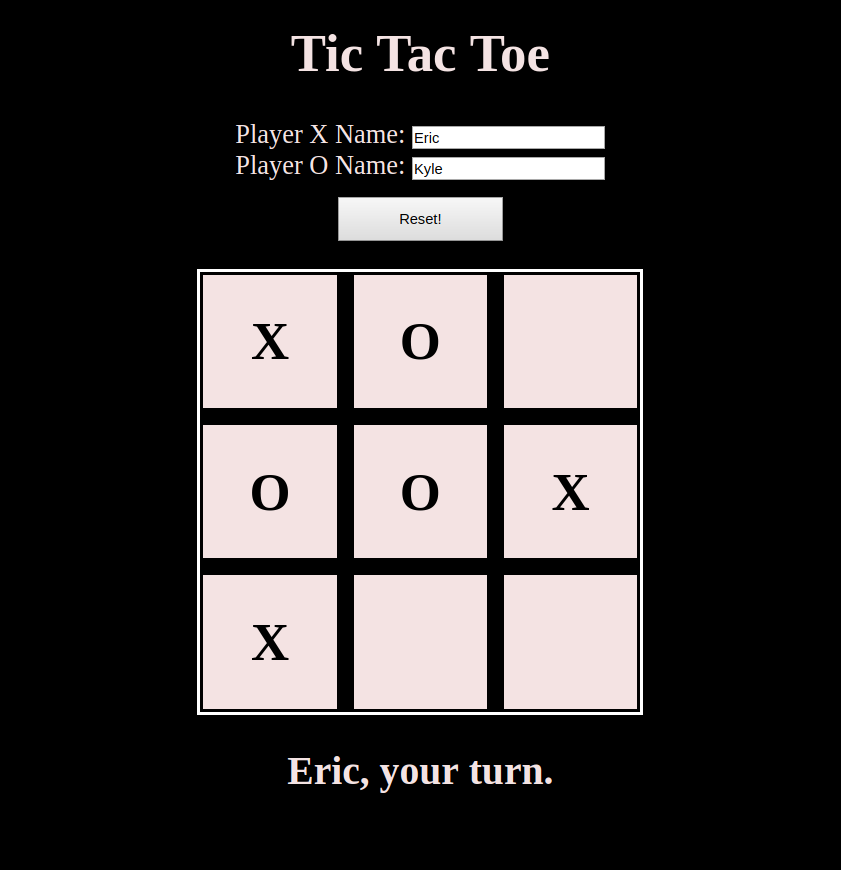 Tic Tac Toe
Player X Name: Eric
Player O Name: Kyle
Reset!
X O
O O X
X
Eric, your turn.